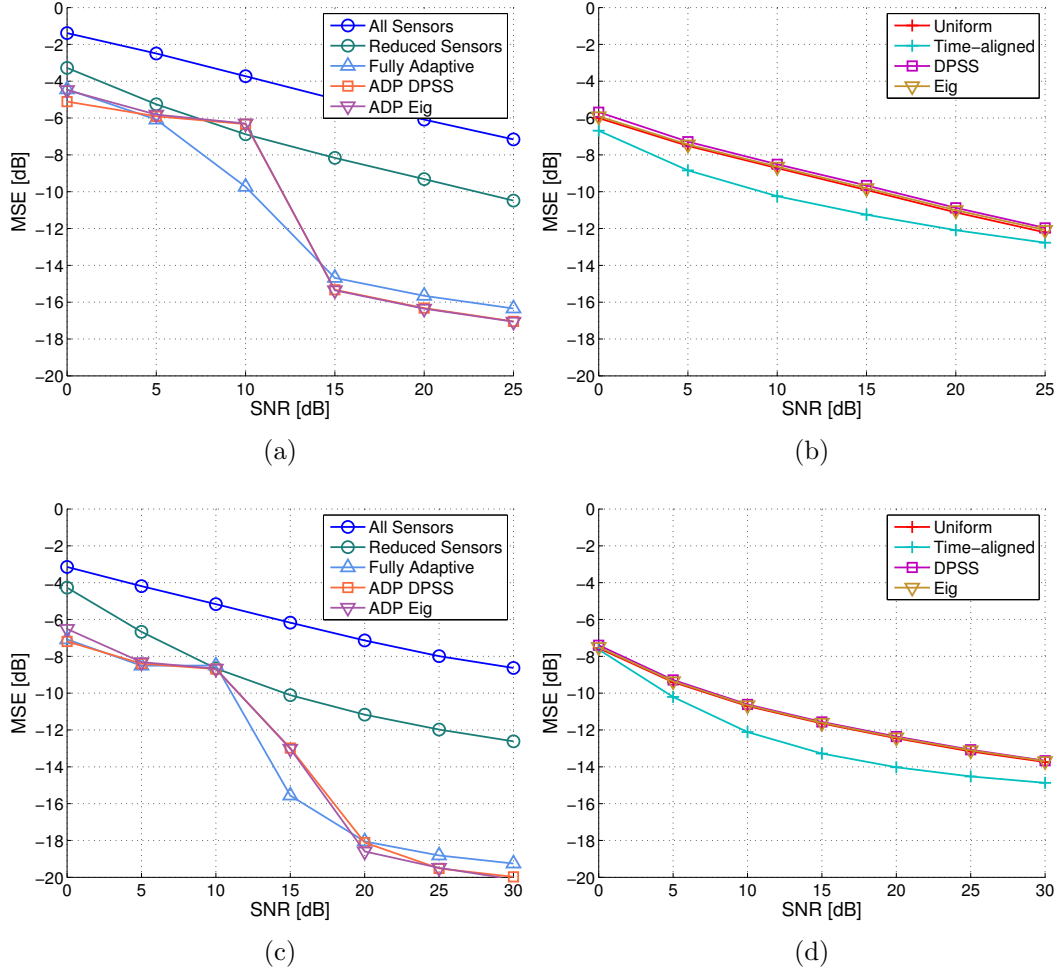 0
−2
−4
−6
−8
−10
−12
−14
−16
−18
−20
MSE [dB]
0 5 10 15 20 25
SNR [dB]
All Sensors
Reduced Sensors
Fully Adaptive
ADP DPSS
ADP Eig
(a)
0
−2
−4
−6
−8
−10
−12
−14
−16
−18
−20
MSE [dB]
0 5 10 15 20 25
SNR [dB]
Uniform
Time−aligned
DPSS
Eig
(b)
0
−2
−4
−6
−8
−10
−12
−14
−16
−18
−20
MSE [dB]
0 5 10 15 20 25 30
SNR [dB]
All Sensors
Reduced Sensors
Fully Adaptive
ADP DPSS
ADP Eig
(c)
0
−2
−4
−6
−8
−10
−12
−14
−16
−18
−20
MSE [dB]
0 5 10 15 20 25 30
SNR [dB]
Uniform
Time−aligned
DPSS
Eig
(d)